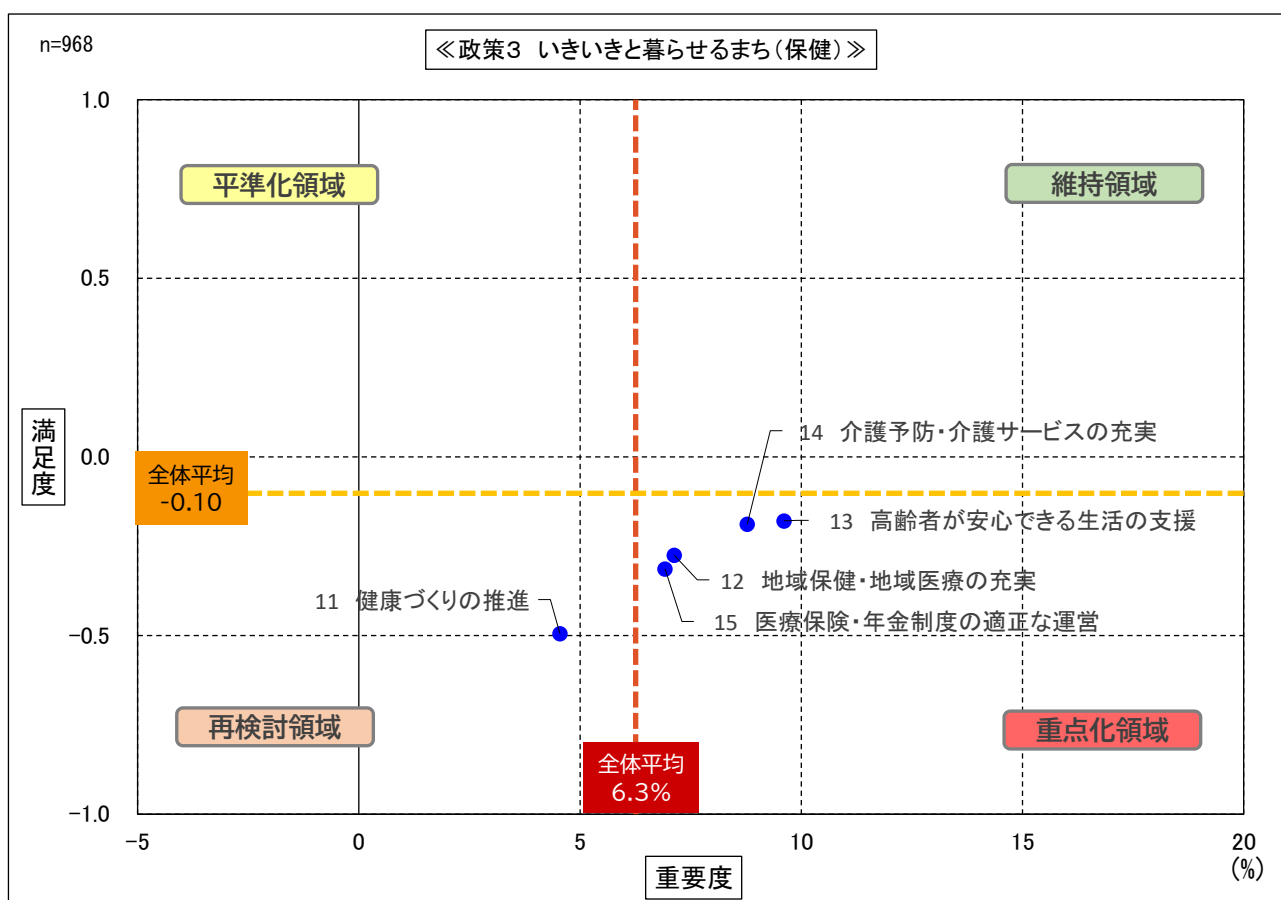 n=968
≪政策3 いきいきと暮らせるまち(保健)≫
1.0
平準化領域
維持領域
0.5
満足度
0.0
14 介護予防・介護サービスの充実
全体平均
-0.10
13 高齢者が安心できる生活の支援
12 地域保健・地域医療の充実
11 健康づくりの推進
15 医療保険・年金制度の適正な運営
-0.5
再検討領域
重点化領域
全体平均
6.3%
-1.0
-5 0 5 10 15 20
(%)
重要度